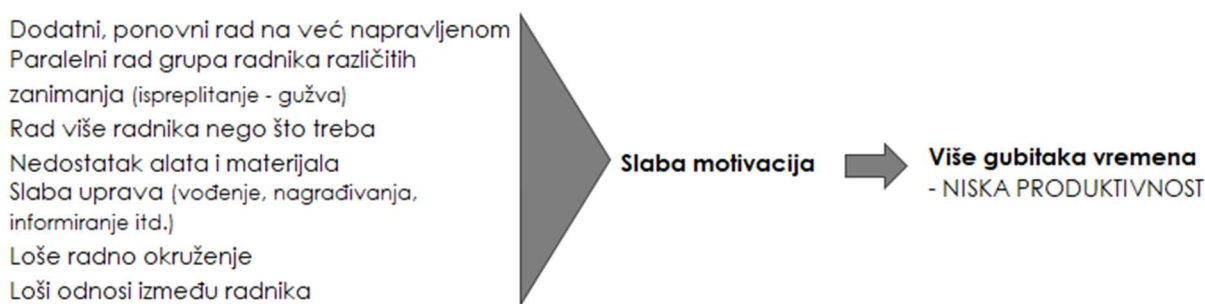 Dodatni, ponovni rad na već napravljenom
Paralelni rad grupa radnika različitih
zanimanja (ispreplitanje - gužva)
Rad više radnika nego što treba
Nedostatak alata i materijala
Slaba uprava (vođenje, nagrađivanja,
informiranje itd.)
Loše radno okruženje
Loši odnosi između radnika
Slaba motivacija
Više gubitaka vremena
- NISKA PRODUKTIVNOST